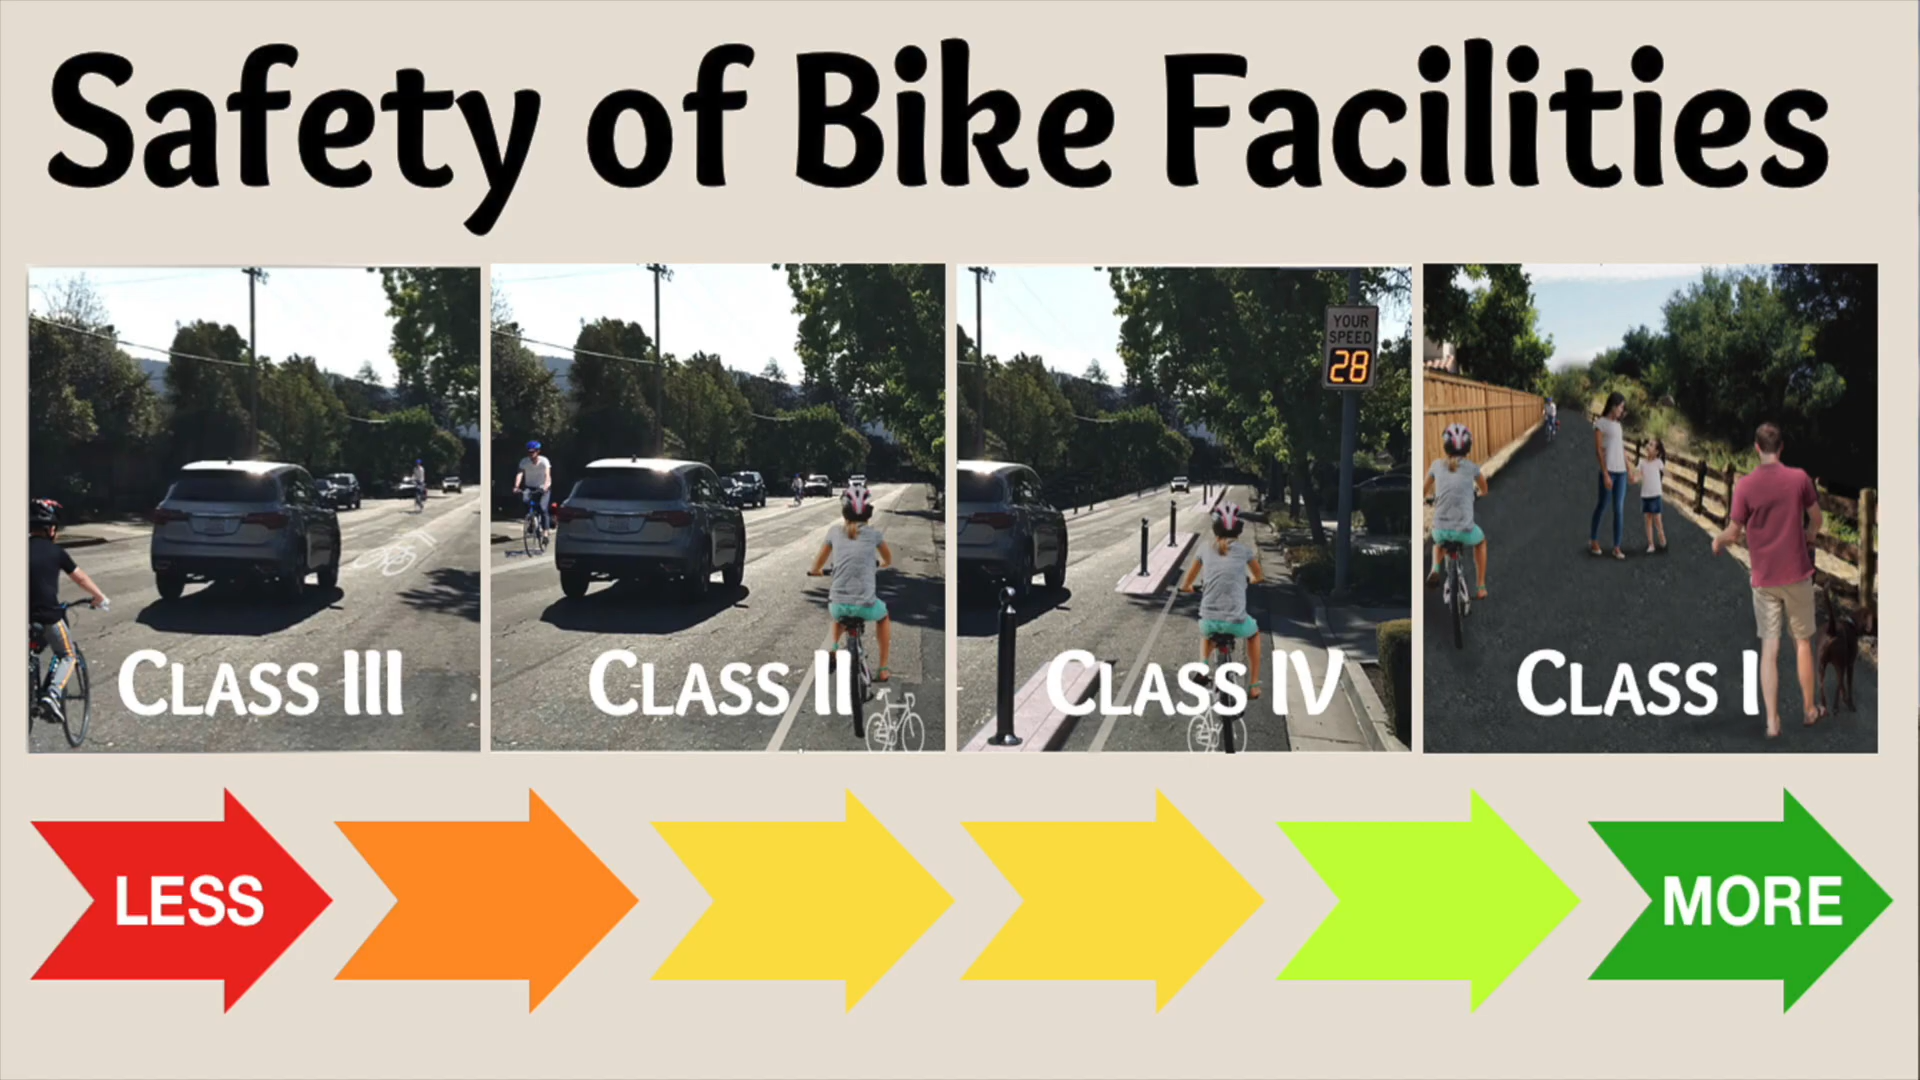 Safety of Bike Facilities
YOUR
SPEED
28
CLASS III
CLASS II
CLASS IV
CLASS I
LESS
MORE